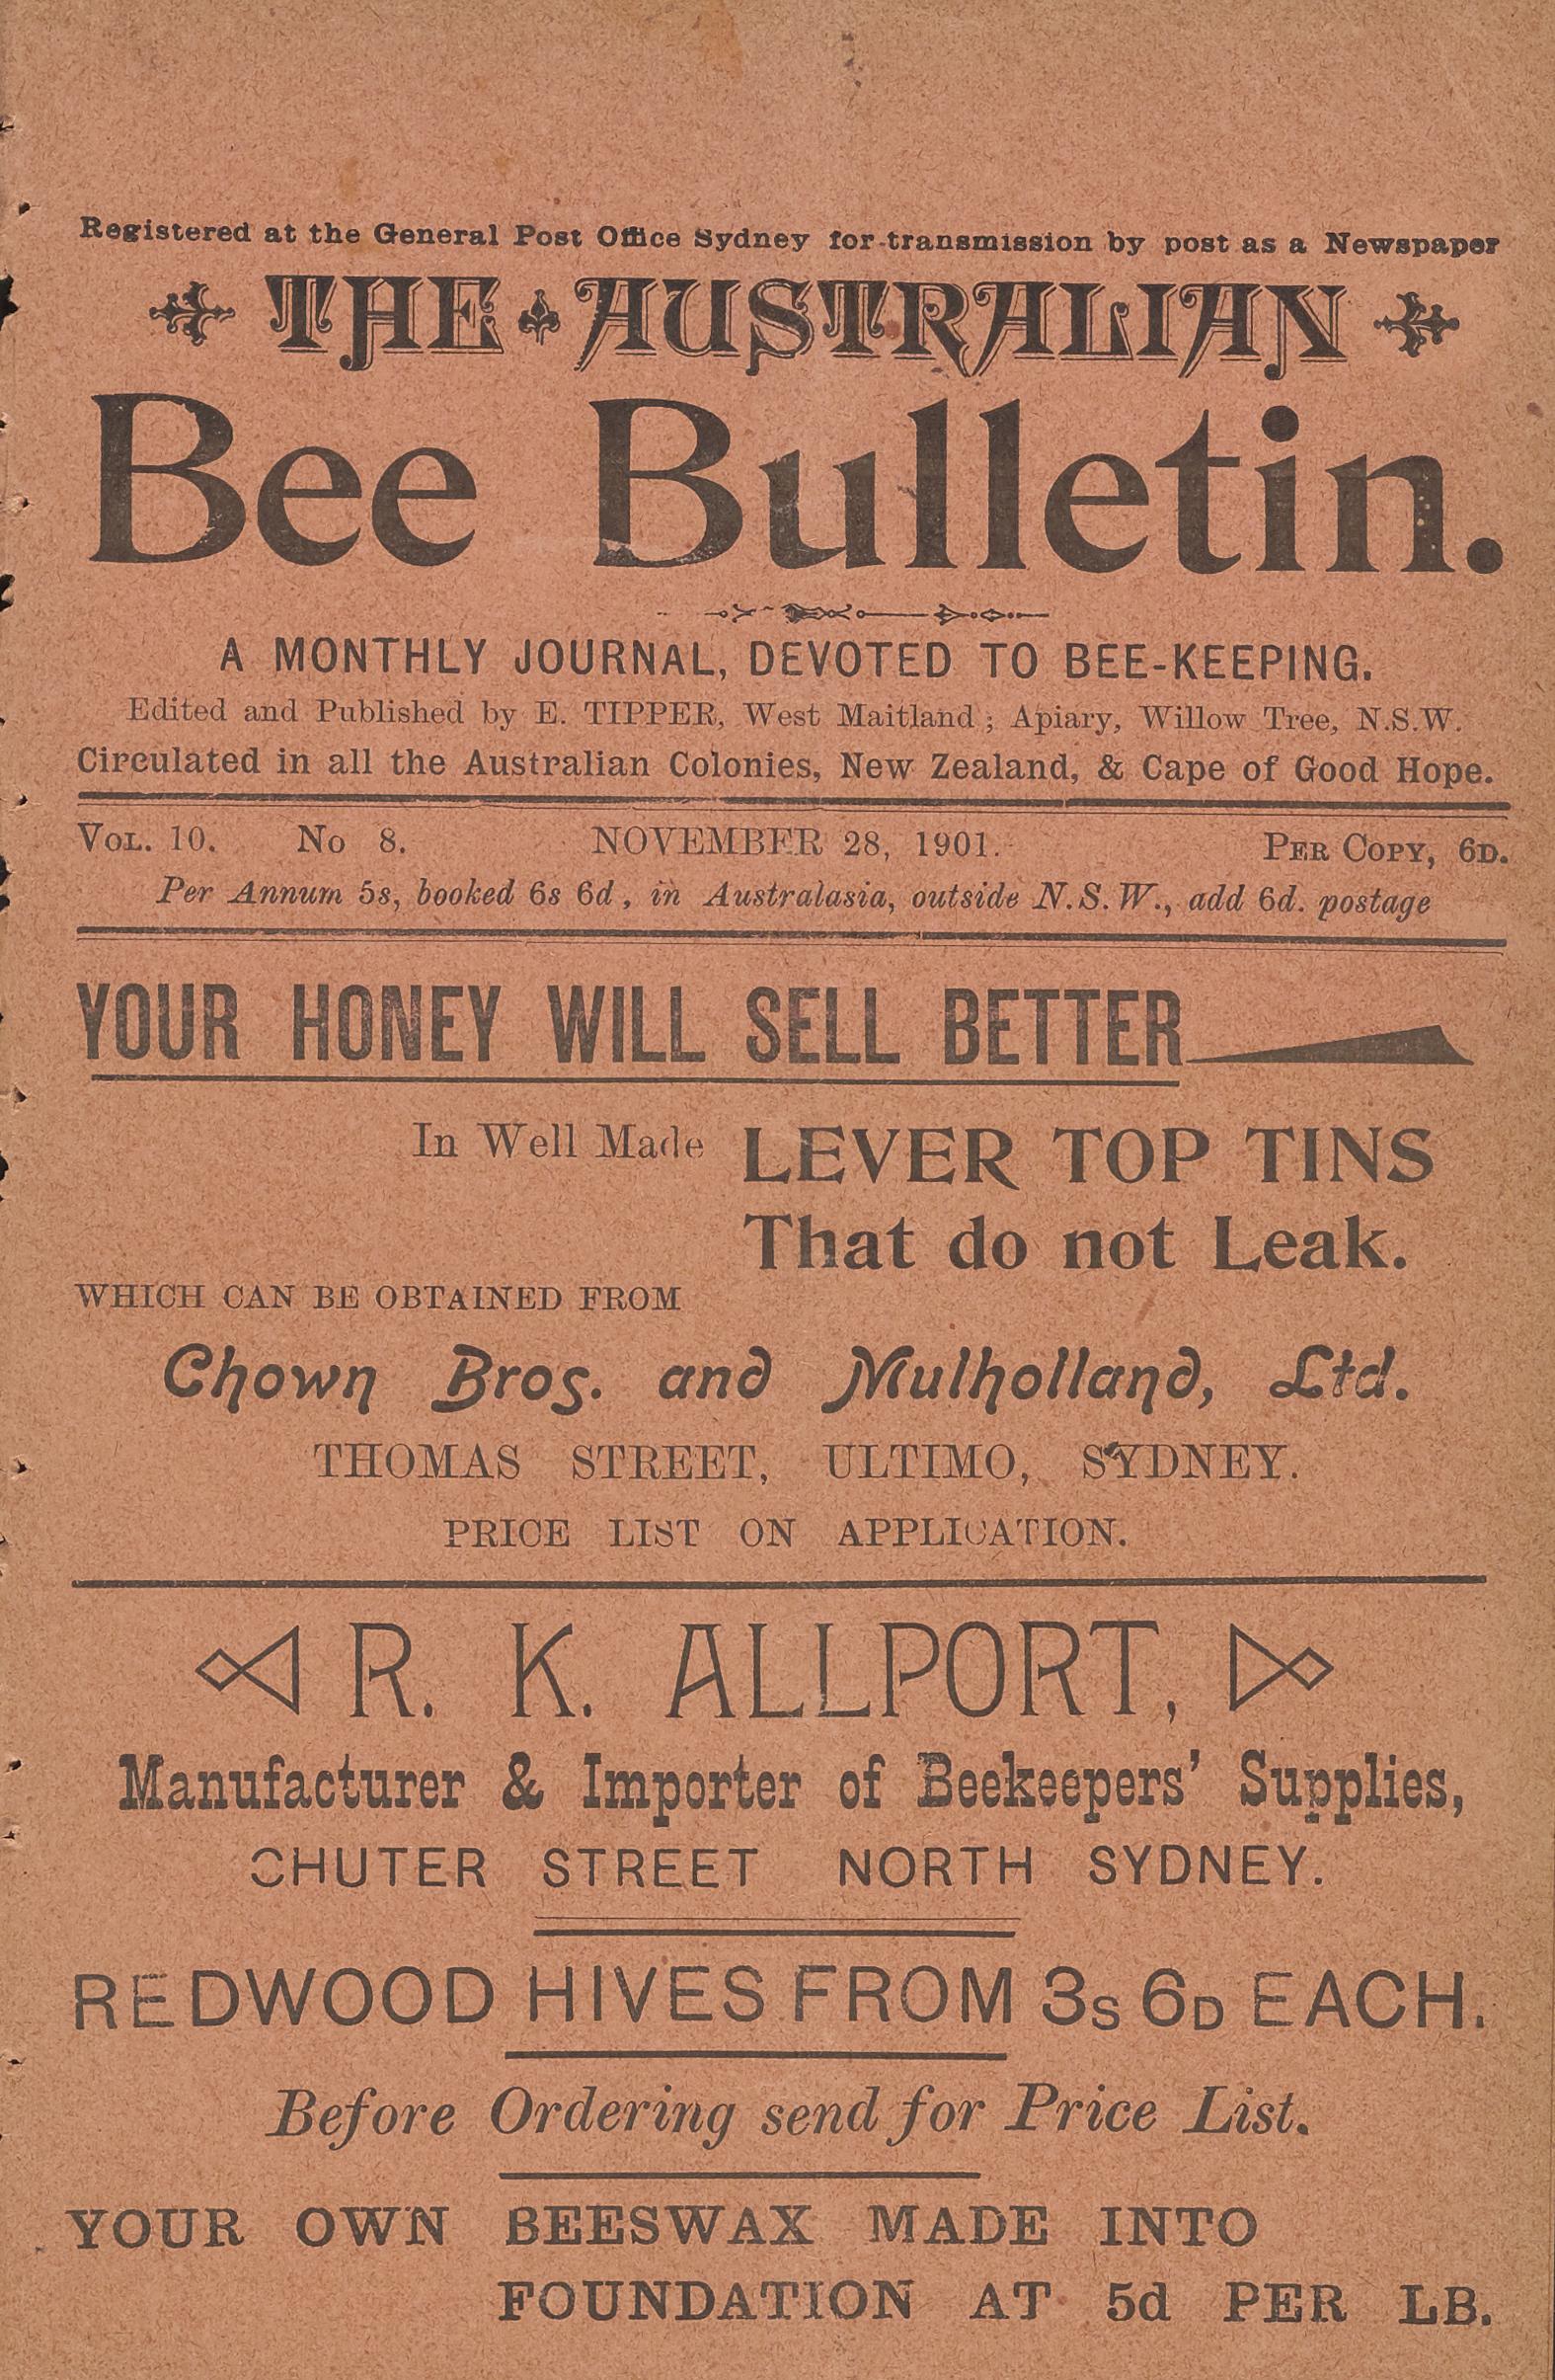 Registered at the General Post Office Sydney for transmission by post as a Newspaper
THE AUSTRALIAN
Bee Bulletin.
A MONTHLY JOURNAL, DEVOTED TO BEE-KEEPING.
Edited and Published by E. TIPPER, West Maitland; Apiary, Willow Tree, N.S.W.
Circulated in all the Australian Colonies, New Zealand, & Cape of Good Hope.
VOL. 10. No 8. NOVEMBER 28, 1901. PER COPY, 6D.
Per Annum 5s, booked 6s 6d, in Australasia, outside N.S.W., add 6d. postage
YOUR HONEY WILL SELL BETTER
In Well Made LEVER TOP TINS
That do not Leak.
WHICH CAN BE OBTAINED FROM
Chown Bros. and Mulholland, Ltd.
THOMAS STREET, ULTIMO, SYDNEY.
PRICE LIST ON APPLICATION.
R. K. ALLPORT,
Manufacturer & Importer of Beekeepers' Supplies,
CHUTER STREET NORTH SYDNEY.
REDWOOD HIVES FROM 3S 6D EACH.
Before Ordering send for Price List.
YOUR OWN BEESWAX MADE INTO
FOUNDATION AT 5d PER LB.